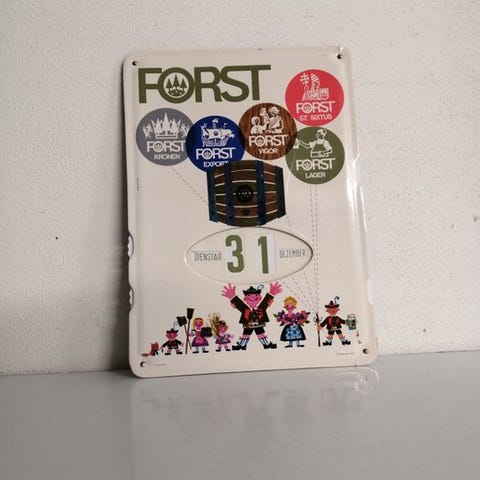 FORST
FORST
KRONEN
FORST
EXPORT
FORST
VIGOR
FORST
ST. SIXTUS
FORST
LAGER
DIENSTAG 31 DEZEMBER